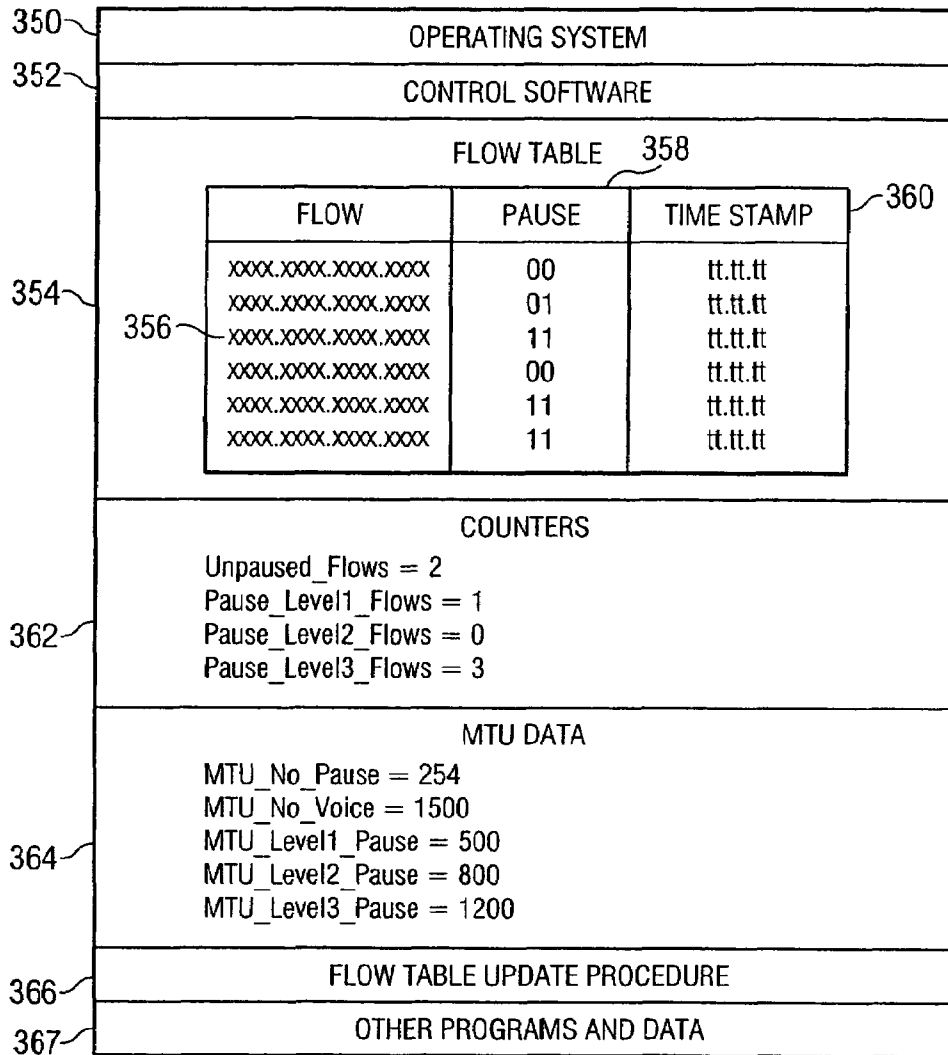 350
OPERATING SYSTEM
352
CONTROL SOFTWARE
FLOW TABLE
358
FLOW PAUSE TIME STAMP
360
XXXX.XXXX.XXXX.XXXX 00 tt.tt.tt
354
XXXX.XXXX.XXXX.XXXX 01 tt.tt.tt
356
XXXX.XXXX.XXXX.XXXX 11 tt.tt.tt
XXXX.XXXX.XXXX.XXXX 00 tt.tt.tt
XXXX.XXXX.XXXX.XXXX 11 tt.tt.tt
XXXX.XXXX.XXXX.XXXX 11 tt.tt.tt
COUNTERS
Unpaused_Flows = 2
Pause_Level1_Flows = 1
362
Pause_Level2_Flows = 0
Pause_Level3_Flows = 3
MTU DATA
MTU_No_Pause = 254
MTU_No_Voice = 1500
364
MTU_Level1_Pause = 500
MTU_Level2_Pause = 800
MTU_Level3_Pause = 1200
366
FLOW TABLE UPDATE PROCEDURE
367
OTHER PROGRAMS AND DATA